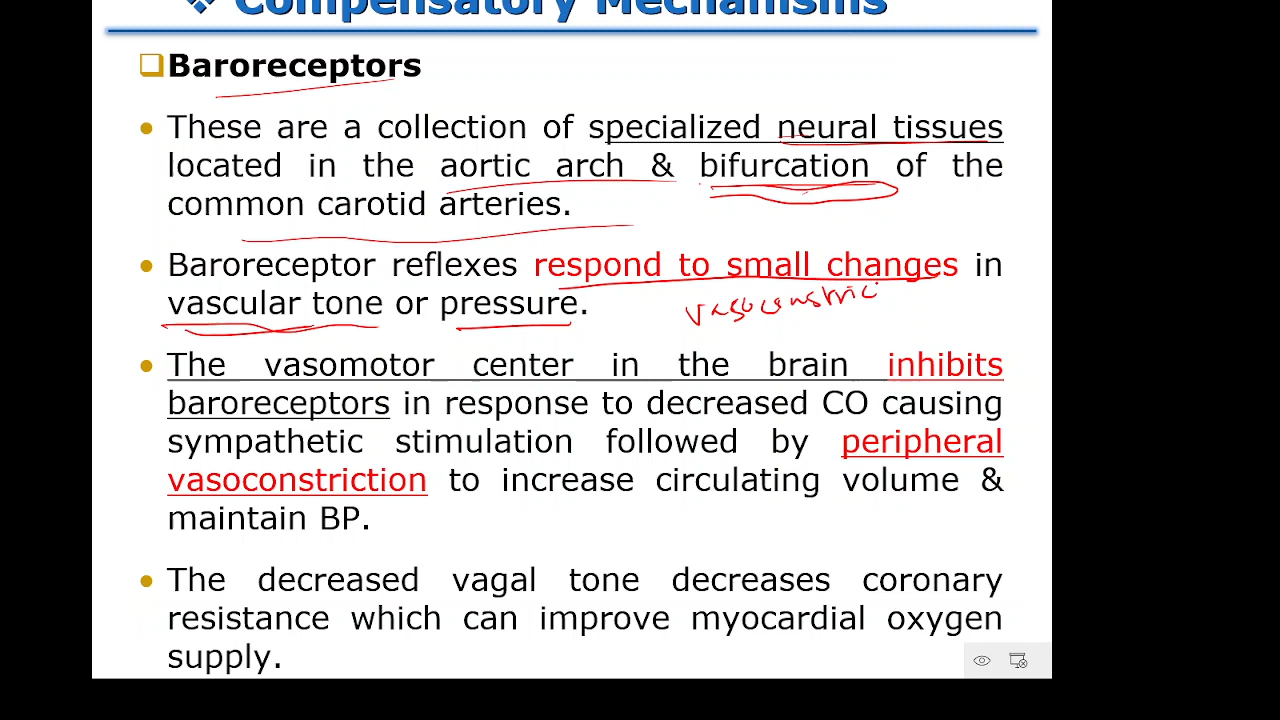 ❖ Compensatory Mechanisms
❑Baroreceptors
• These are a collection of specialized neural tissues
located in the aortic arch & bifurcation of the
common carotid arteries.
• Baroreceptor reflexes respond to small changes in
vascular tone or pressure.
vasoconstric
• The vasomotor center in the brain inhibits
baroreceptors in response to decreased CO causing
sympathetic stimulation followed by peripheral
vasoconstriction to increase circulating volume &
maintain BP.
• The decreased vagal tone decreases coronary
resistance which can improve myocardial oxygen
supply.